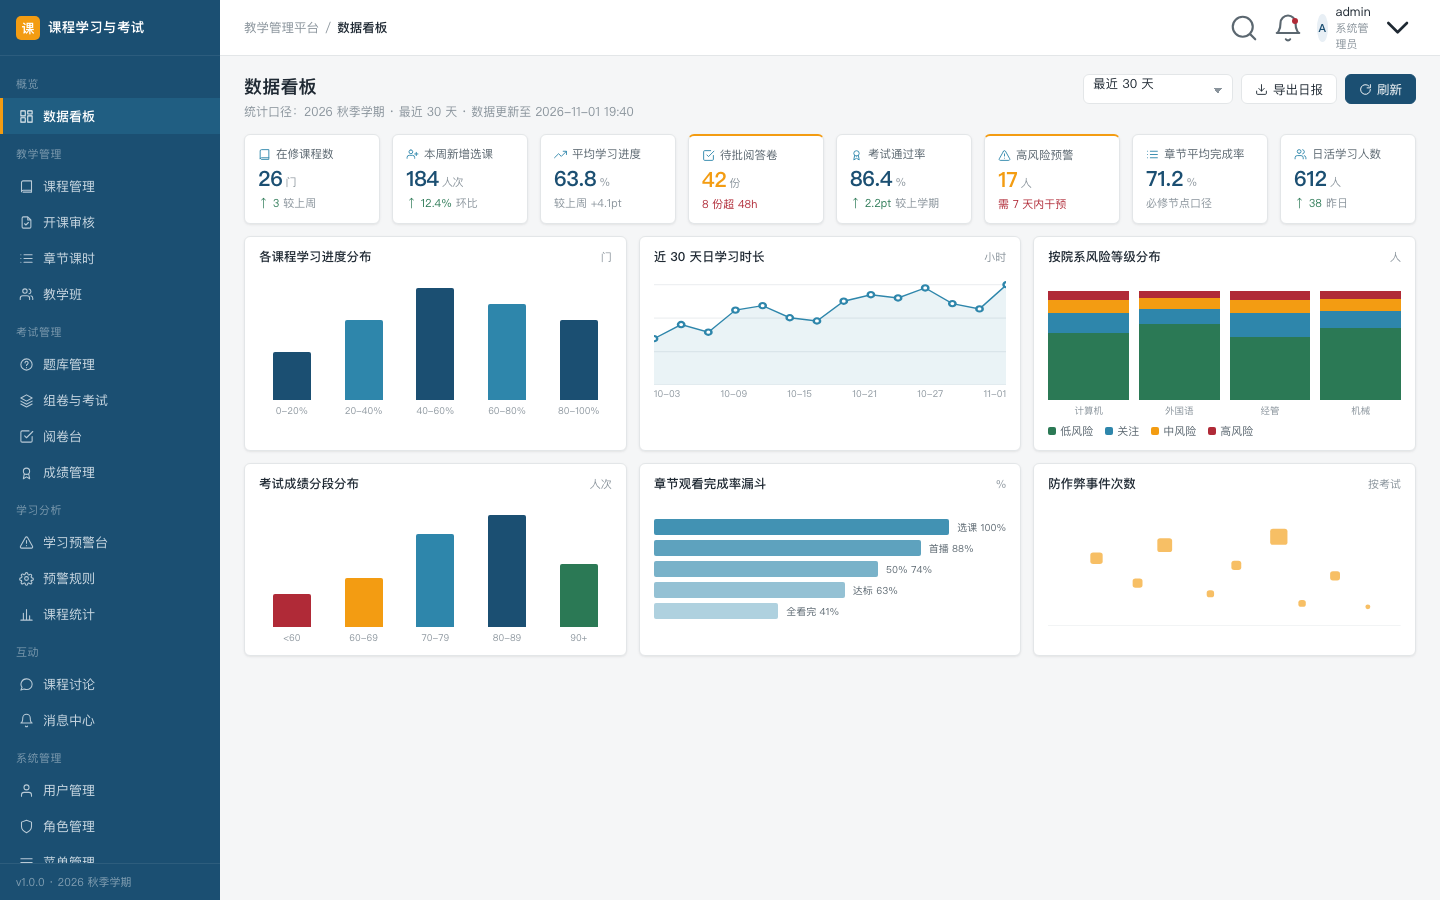 课 课程学习与考试
概览
数据看板
教学管理
课程管理
开课审核
章节课时
教学班
考试管理
题库管理
组卷与考试
阅卷台
成绩管理
学习分析
学习预警台
预警规则
课程统计
互动
课程讨论
消息中心
系统管理
用户管理
角色管理
菜单管理
v1.0.0 · 2026 秋季学期
教学管理平台 / 数据看板
A
admin
系统管
理员
数据看板
统计口径：2026 秋季学期 · 最近 30 天 · 数据更新至 2026-11-01 19:40
最近 30 天
导出日报
刷新
在修课程数
26 门
↑ 3 较上周
本周新增选课
184 人次
↑ 12.4% 环比
平均学习进度
63.8 %
较上周 +4.1pt
待批阅答卷
42 份
8 份超 48h
考试通过率
86.4 %
↑ 2.2pt 较上学期
高风险预警
17 人
需 7 天内干预
章节平均完成率
71.2 %
必修节点口径
日活学习人数
612 人
↑ 38 昨日
各课程学习进度分布 门
0-20% 20-40% 40-60% 60-80% 80-100%
近 30 天日学习时长 小时
10-03 10-09 10-15 10-21 10-27 11-01
按院系风险等级分布 人
计算机 外国语 经管 机械
低风险 关注 中风险 高风险
考试成绩分段分布 人次
<60 60-69 70-79 80-89 90+
章节观看完成率漏斗 %
选课 100%
首播 88%
50% 74%
达标 63%
全看完 41%
防作弊事件次数 按考试